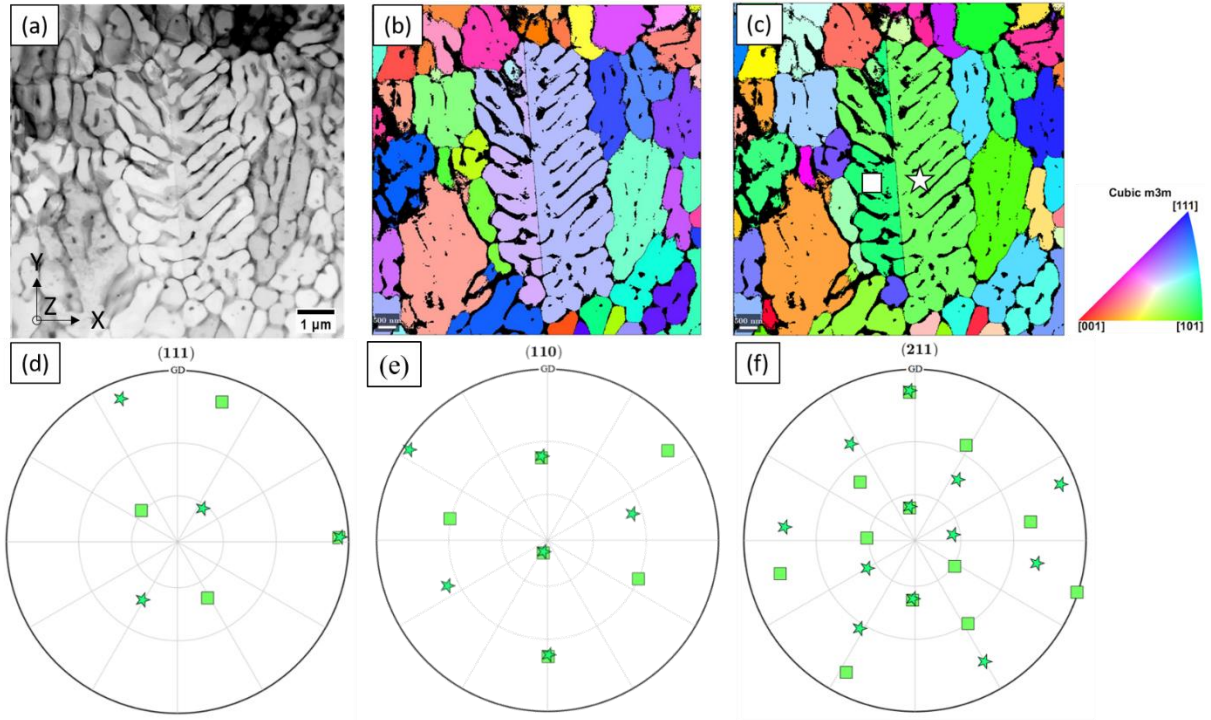 (a)
(b)
(c)
Y
Z
X
1 µm
500 nm
500 nm
Cubic m3m
[111]
[001]
[101]
(d)
(111)
GD
(e)
(110)
GD
(f)
(211)
GD